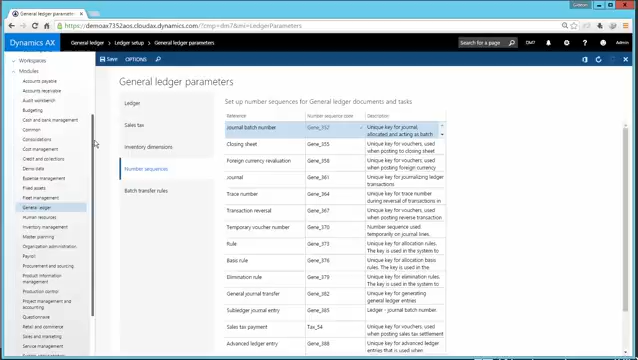 General ledger parameters
https://demoax7352aos.cloudax.dynamics.com/?cmp=dm7&mi=LedgerParameters
Dynamics AX
General ledger
Ledger setup
General ledger parameters
Search for a page
DM7
Admin
Save
OPTIONS
Workspaces
Modules
Accounts payable
Accounts receivable
Audit workbench
Budgeting
Cash and bank management
Common
Consolidations
Cost management
Credit and collections
Demo data
Expense management
Fixed assets
Fleet management
General ledger
Human resources
Inventory management
Master planning
Organization administration
Payroll
Procurement and sourcing
Product information
management
Production control
Project management and
accounting
Questionnaire
Retail and commerce
Sales and marketing
Service management
General ledger parameters
Ledger
Sales tax
Inventory dimensions
Number sequences
Batch transfer rules
Set up number sequences for General ledger documents and tasks
Reference Number sequence code Description
Journal batch number Gene_352 Unique key for journal,
allocated and acting as batch
Closing sheet Gene_355 Unique key for vouchers, used
when posting to closing sheet
Foreign currency revaluation Gene_358 Unique key for vouchers, used
when posting foreign currency
Journal Gene_361 Unique key for journalizing ledger
transactions
Trace number Gene_364 Unique key for trace number
during reversal of transactions in
Transaction reversal Gene_367 Unique key for vouchers, used
when posting reverse transaction
Temporary voucher number Gene_370 Number sequence used
temporarily on journal lines.
Rule Gene_373 Unique key for allocation rules.
The key is used in the system to
Basis rule Gene_376 Unique key for allocation basis
rules. The key is used in the
Elimination rule Gene_379 Unique key for elimination rules.
The key is used in the system to
General journal transfer Gene_382 Unique key for generating
general ledger entries
Subledger journal entry Gene_385 Ledger - journal batch number.
Sales tax payment Tax_54 Unique key for vouchers, used
when posting sales tax settlement
Advanced ledger entry Gene_388 Unique key for advanced ledger
entries that is used when